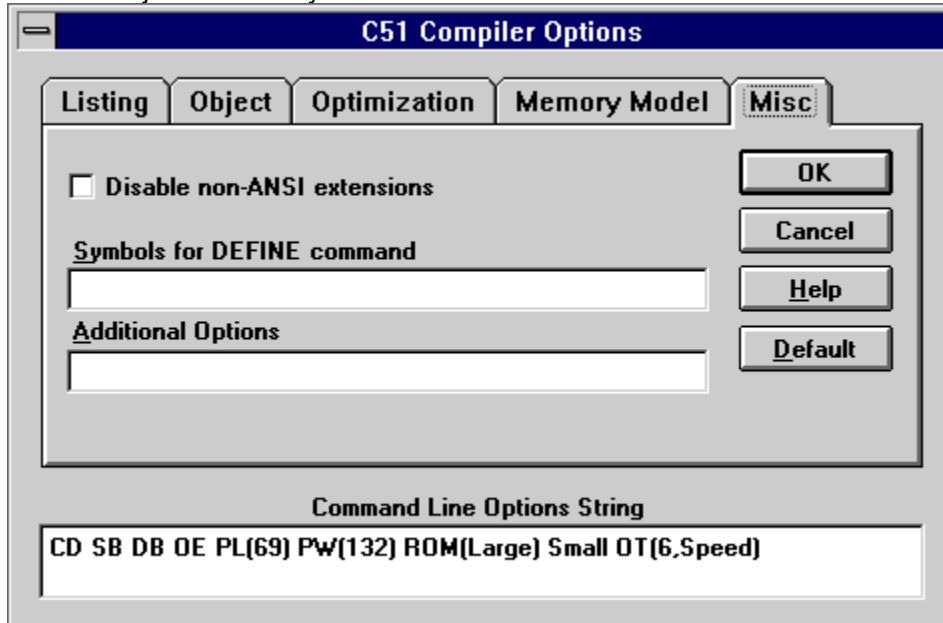 C51 Compiler Options
Listing Object Optimization Memory Model Misc
Disable non-ANSI extensions
OK
Cancel
Symbols for DEFINE command
Help
Additional Options
Default
Command Line Options String
CD SB DB OE PL(69) PW(132) ROM(Large) Small OT(6,Speed)